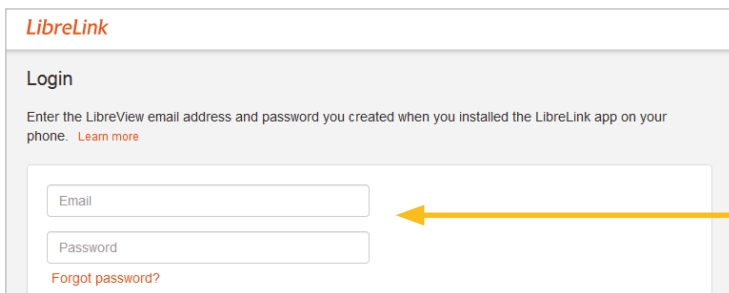 LibreLink
Login
Enter the LibreView email address and password you created when you installed the LibreLink app on your
phone. Learn more
Email
Password
Forgot password?